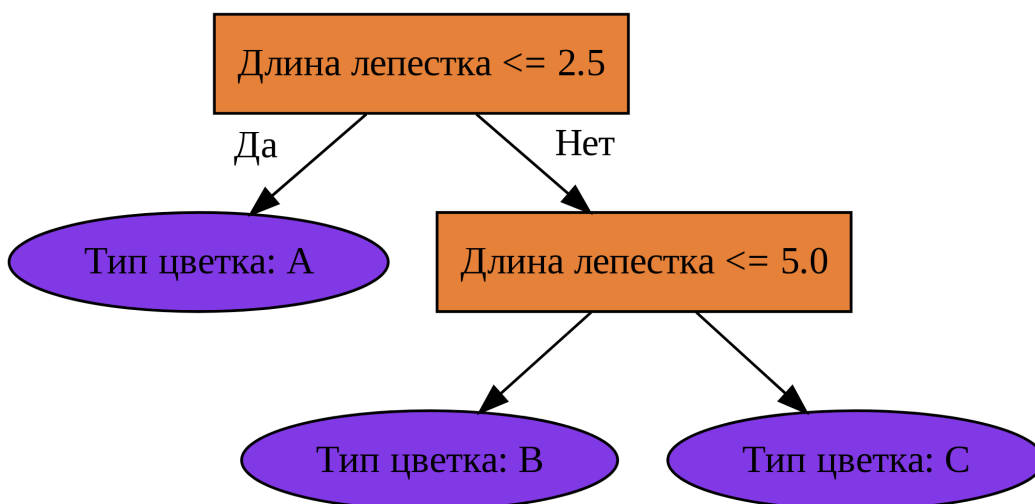 Длина лепестка <= 2.5
Да
Нет
Тип цветка: A
Длина лепестка <= 5.0
Тип цветка: B
Тип цветка: C